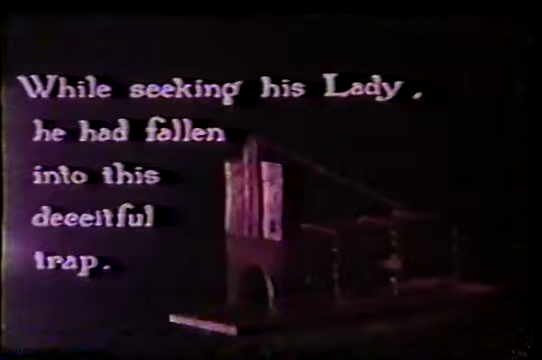 While seeking his Lady,
he had fallen
into this
deceitful
trap.